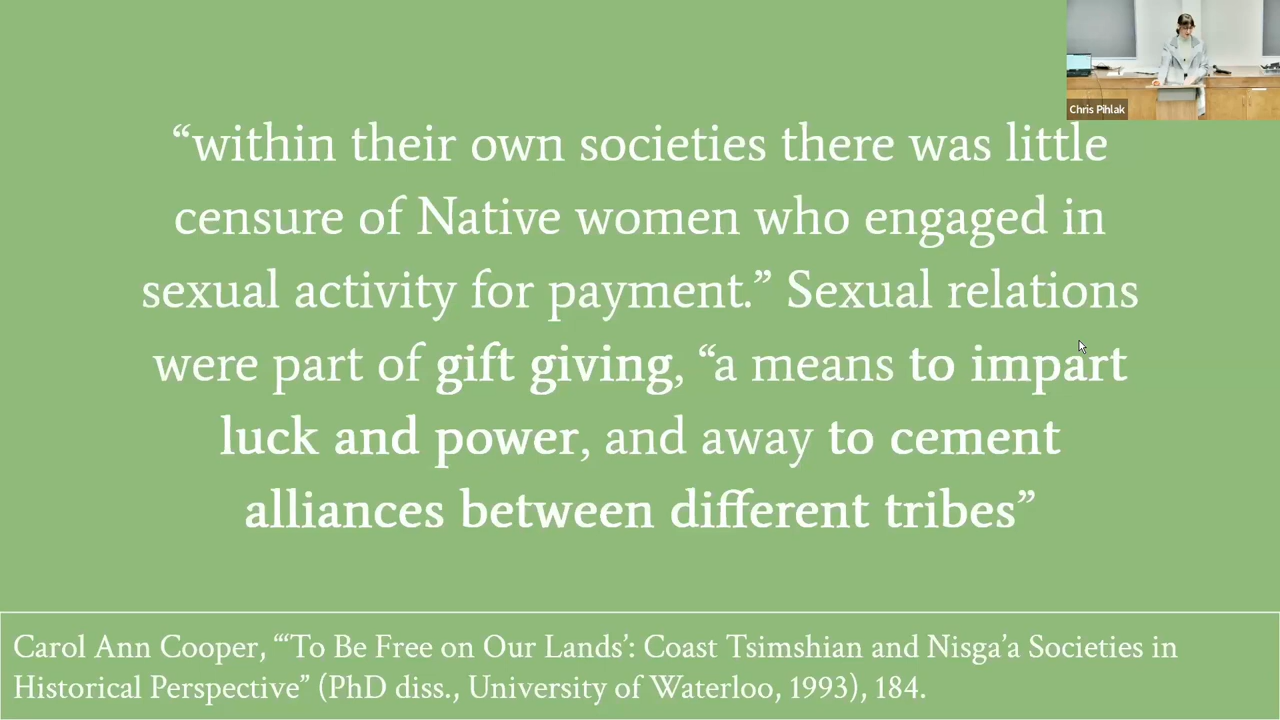 Chris Pihlak
“within their own societies there was little
censure of Native women who engaged in
sexual activity for payment.” Sexual relations
were part of gift giving, “a means to impart
luck and power, and away to cement
alliances between different tribes”
Carol Ann Cooper, “‘To Be Free on Our Lands’: Coast Tsimshian and Nisga’a Societies in
Historical Perspective” (PhD diss., University of Waterloo, 1993), 184.